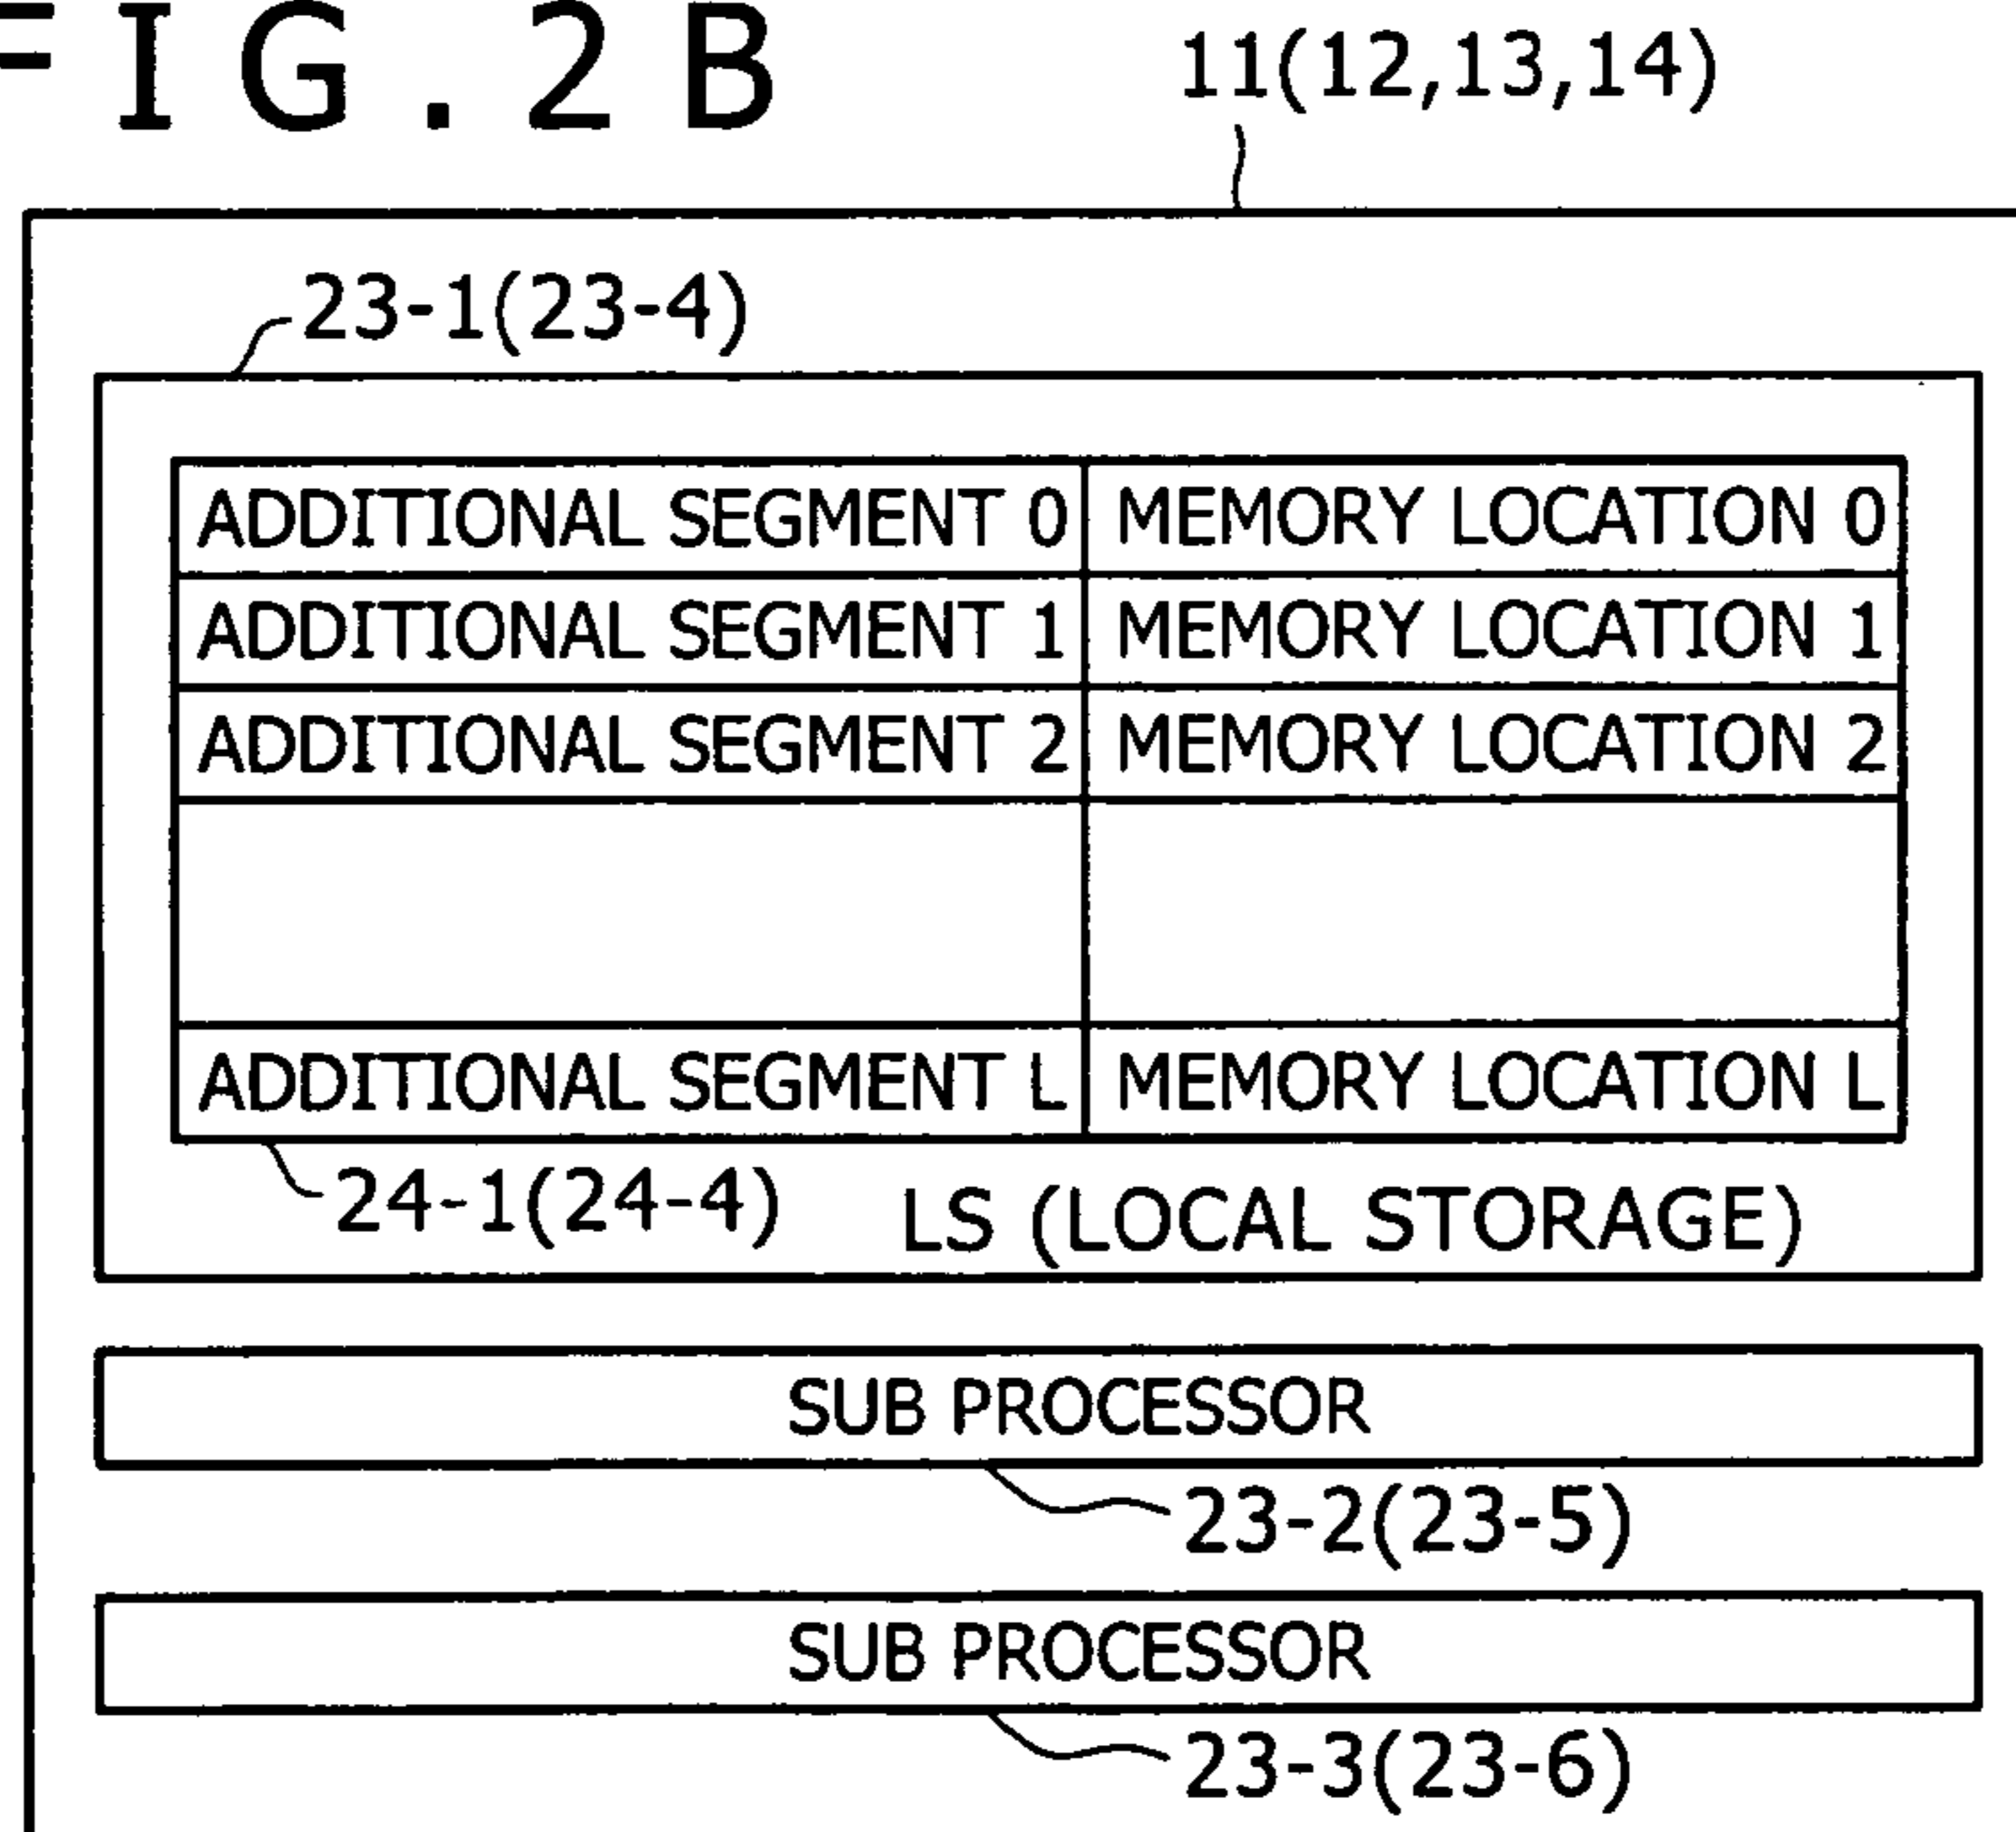 FIG.2B
11(12,13,14)
23-1(23-4)
ADDITIONAL SEGMENT 0 MEMORY LOCATION 0
ADDITIONAL SEGMENT 1 MEMORY LOCATION 1
ADDITIONAL SEGMENT 2 MEMORY LOCATION 2
ADDITIONAL SEGMENT L MEMORY LOCATION L
24-1(24-4)
LS (LOCAL STORAGE)
SUB PROCESSOR
23-2(23-5)
SUB PROCESSOR
23-3(23-6)